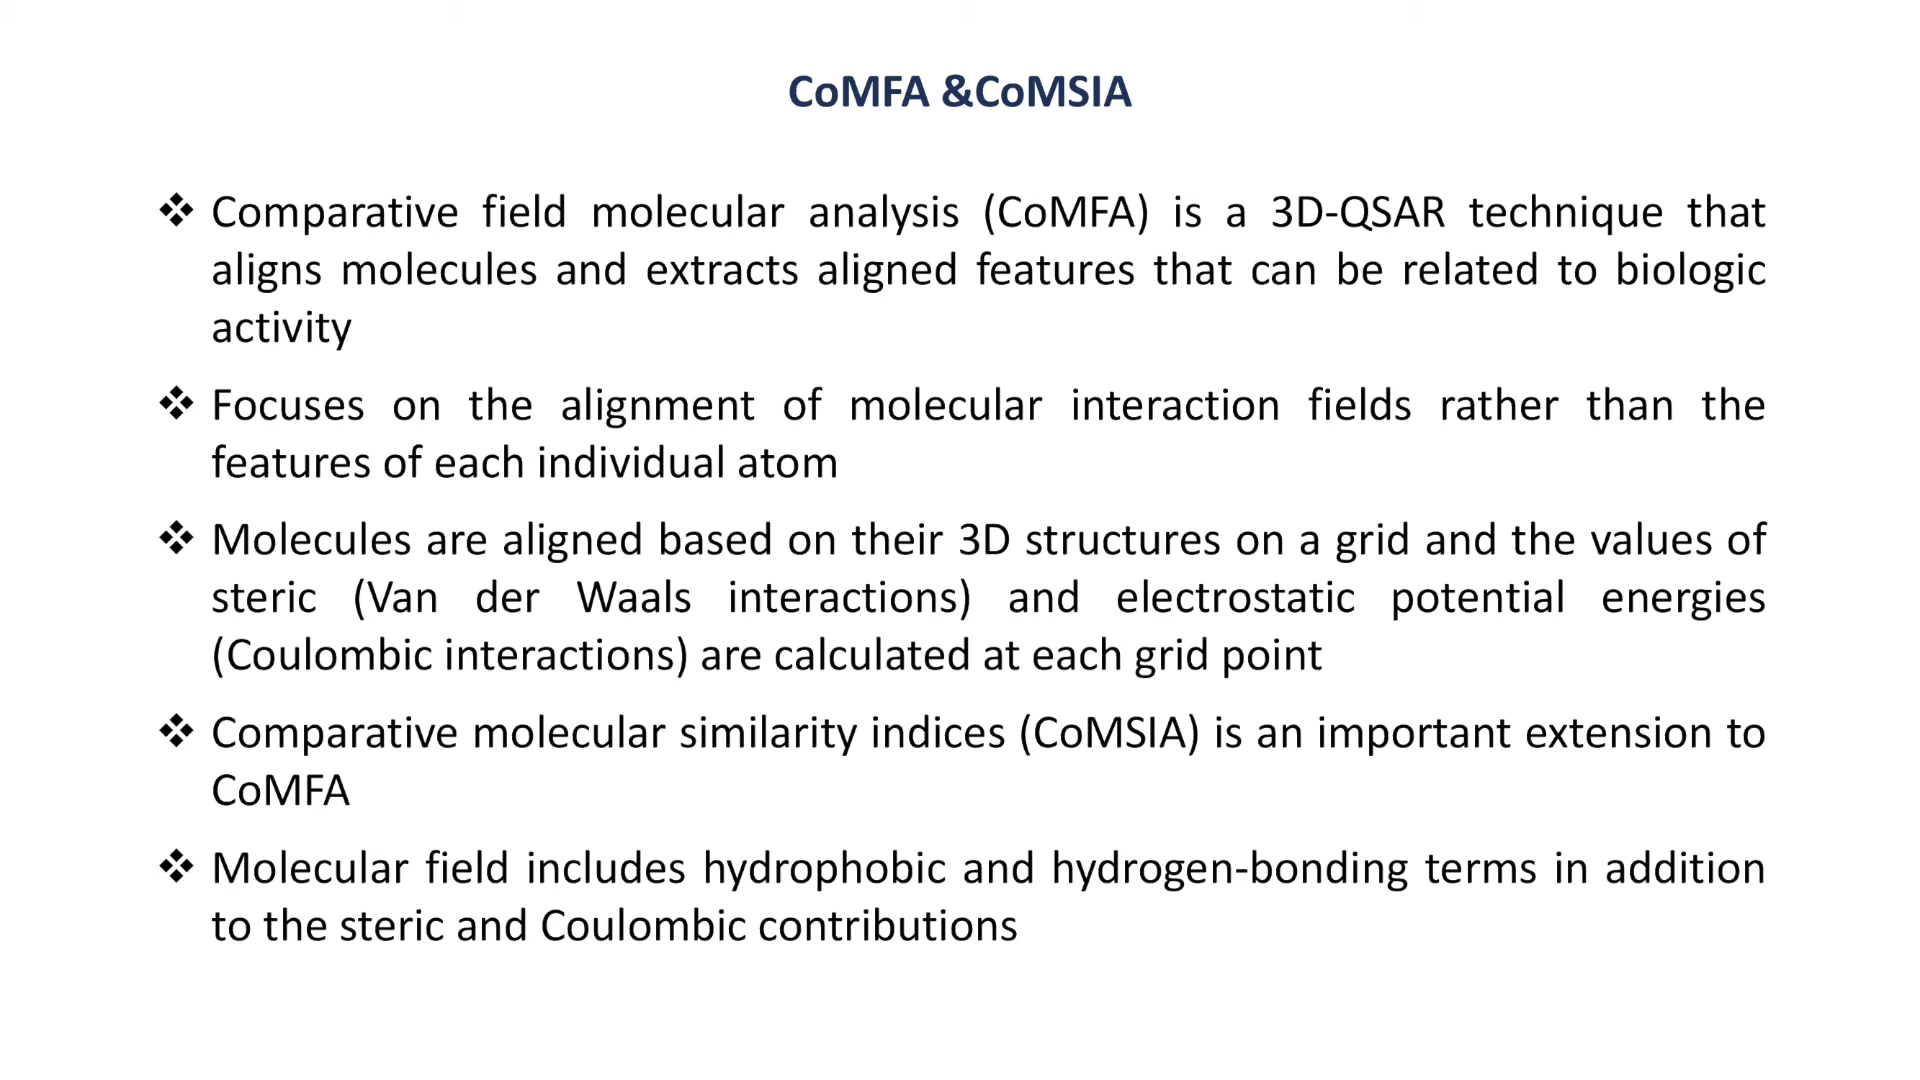 CoMFA &CoMSIA
❖ Comparative field molecular analysis (CoMFA) is a 3D-QSAR technique that
aligns molecules and extracts aligned features that can be related to biologic
activity
❖ Focuses on the alignment of molecular interaction fields rather than the
features of each individual atom
❖ Molecules are aligned based on their 3D structures on a grid and the values of
steric (Van der Waals interactions) and electrostatic potential energies
(Coulombic interactions) are calculated at each grid point
❖ Comparative molecular similarity indices (CoMSIA) is an important extension to
CoMFA
❖ Molecular field includes hydrophobic and hydrogen-bonding terms in addition
to the steric and Coulombic contributions